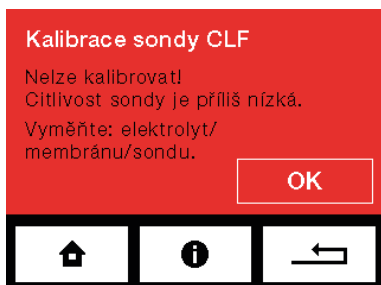 Kalibrace sondy CLF
Nelze kalibrovat!
Citlivost sondy je příliš nízká.
Vyměňte: elektrolyt/
membránu/sondu.
OK